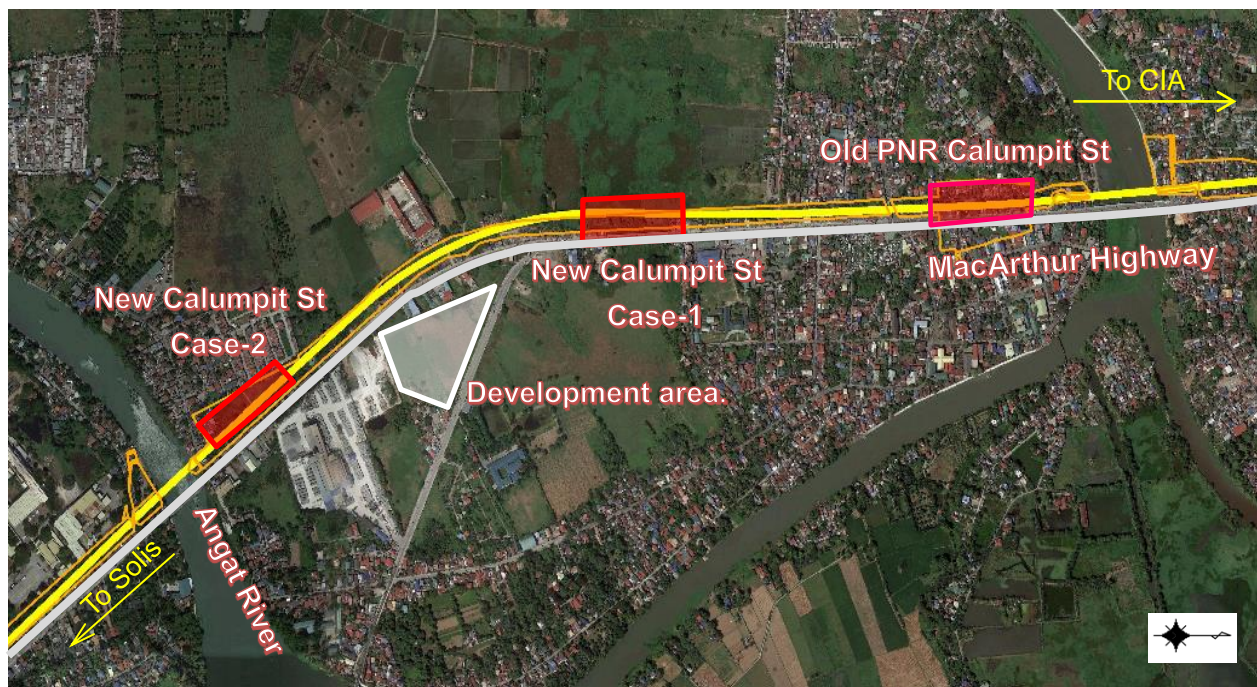 To CIA
Old PNR Calumpit St
MacArthur Highway
New Calumpit St
Case-1
New Calumpit St
Case-2
Development area.
Angat River
To Solis